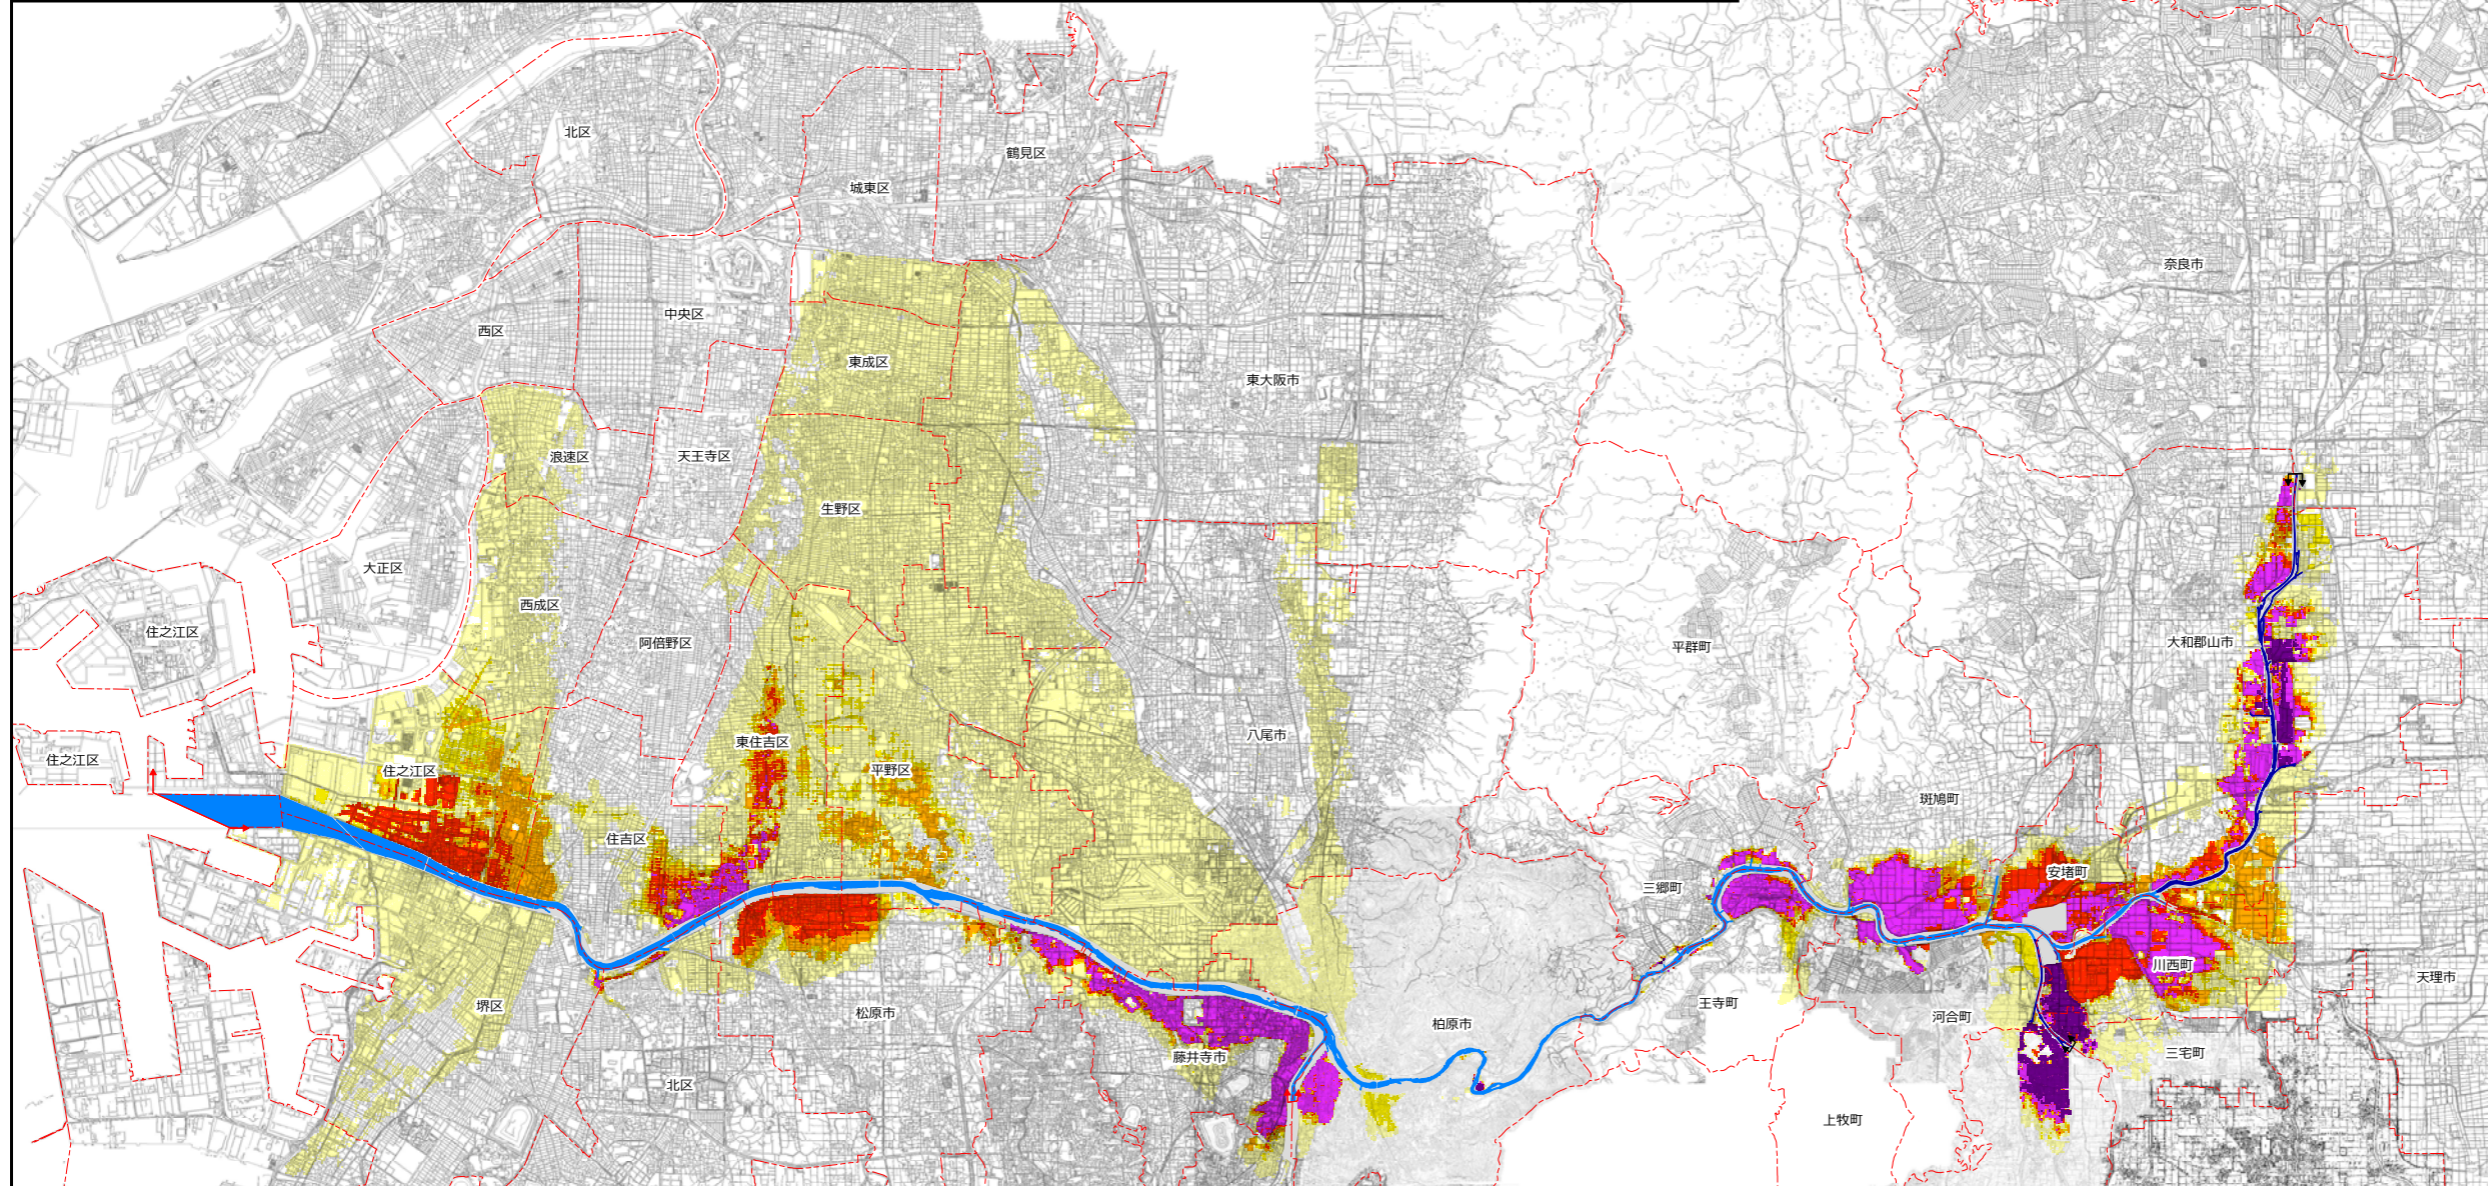 北区
鶴見区
城東区
奈良市
中央区
西区
東成区
東大阪市
浪速区
天王寺区
生野区
大正区
西成区
住之江区
阿倍野区
大和郡山市
平群町
八尾市
東住吉区
住之江区
住之江区
平野区
斑鳩町
住吉区
安堵町
三郷町
川西町
天理市
堺区
松原市
王寺町
河合町
柏原市
三宅町
藤井寺市
北区
上牧町